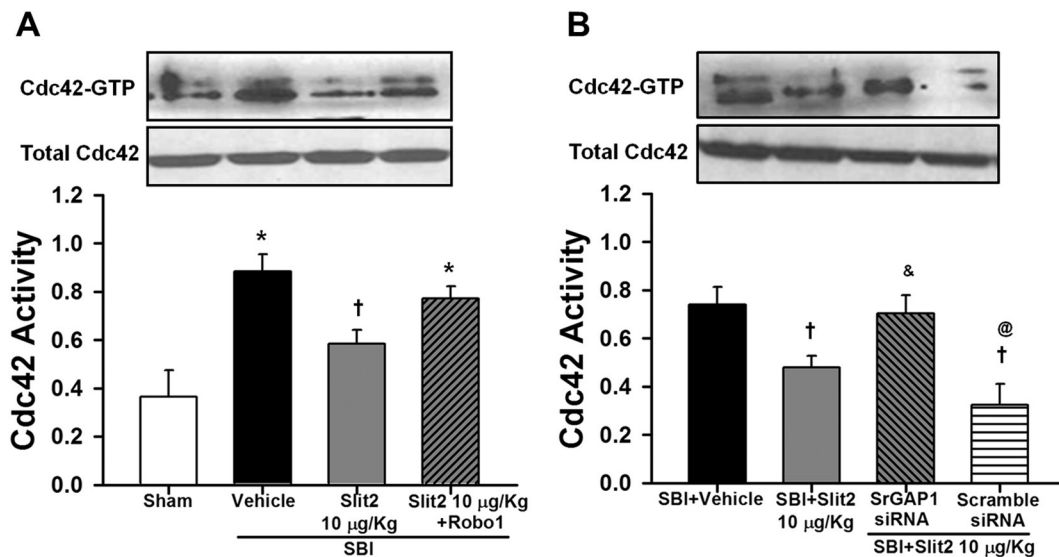 A
Cdc42-GTP
Total Cdc42
Cdc42 Activity
1.2
1.0
0.8
0.6
0.4
0.2
0.0
*
†
*
Sham
Vehicle
Slit2
10 µg/Kg
Slit2 10 µg/Kg
+Robo1
SBI
B
Cdc42-GTP
Total Cdc42
Cdc42 Activity
1.2
1.0
0.8
0.6
0.4
0.2
0.0
†
&
@
†
SBI+Vehicle
SBI+Slit2
10 µg/Kg
SrGAP1
siRNA
Scramble
siRNA
SBI+Slit2 10 µg/Kg